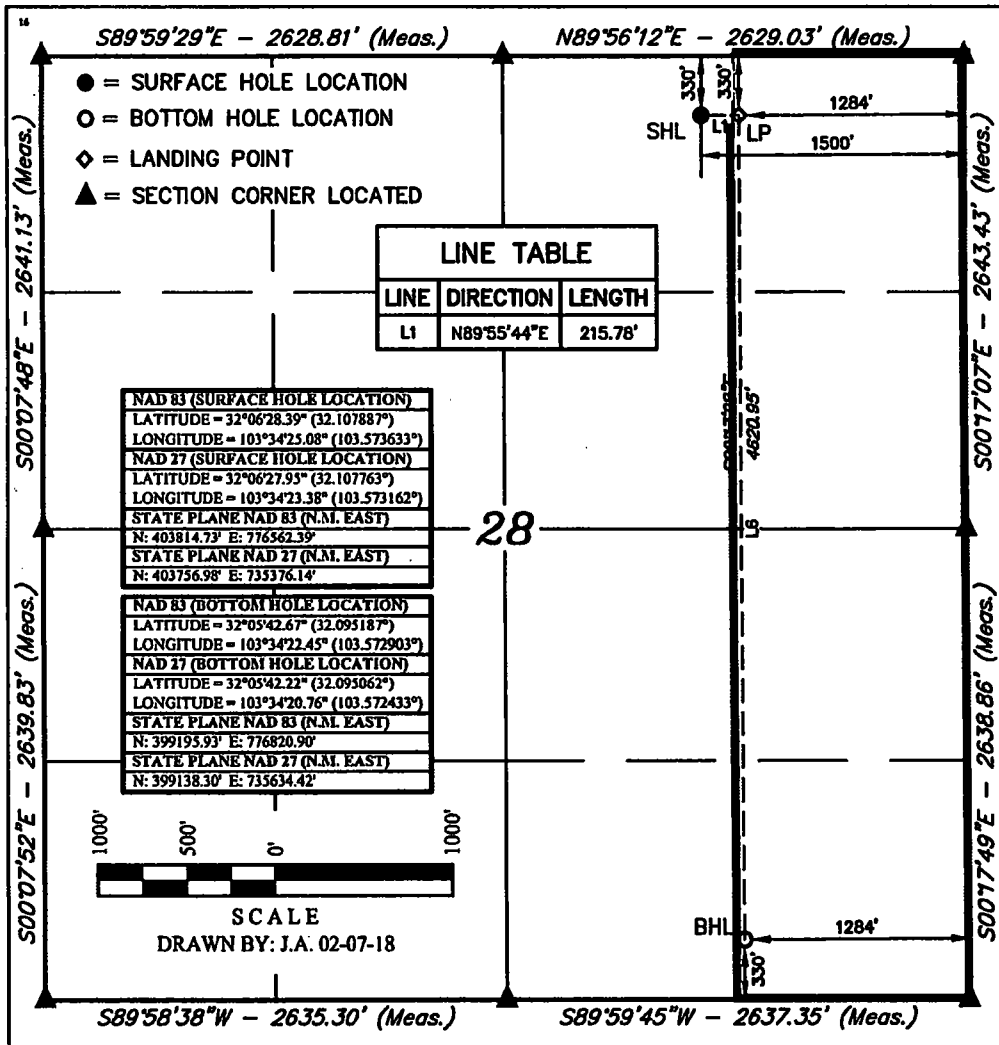 16
S89°59'29"E - 2628.81' (Meas.)
N89°56'12"E - 2629.03' (Meas.)
● = SURFACE HOLE LOCATION
○ = BOTTOM HOLE LOCATION
◇ = LANDING POINT
▲ = SECTION CORNER LOCATED
330'
330'
1284'
SHL
L1
LP
1500'
S00°07'48"E - 2641.13' (Meas.)
S00°17'07"E - 2643.43' (Meas.)
LINE TABLE
LINE DIRECTION LENGTH
L1 N89°55'44"E 215.78'
4620.95'
NAD 83 (SURFACE HOLE LOCATION)
LATITUDE = 32°06'28.39" (32.107887°)
LONGITUDE = 103°34'25.08" (103.573633°)
NAD 27 (SURFACE HOLE LOCATION)
LATITUDE = 32°06'27.95" (32.107763°)
LONGITUDE = 103°34'23.38" (103.573162°)
STATE PLANE NAD 83 (N.M. EAST)
N: 403814.73' E: 776562.39'
STATE PLANE NAD 27 (N.M. EAST)
N: 403756.98' E: 735376.14'
28
L6
NAD 83 (BOTTOM HOLE LOCATION)
LATITUDE = 32°05'42.67" (32.095187°)
LONGITUDE = 103°34'22.45" (103.572903°)
NAD 27 (BOTTOM HOLE LOCATION)
LATITUDE = 32°05'42.22" (32.095062°)
LONGITUDE = 103°34'20.76" (103.572433°)
STATE PLANE NAD 83 (N.M. EAST)
N: 399195.93' E: 776820.90'
STATE PLANE NAD 27 (N.M. EAST)
N: 399138.30' E: 735634.42'
S00°07'52"E - 2639.83' (Meas.)
S00°17'49"E - 2638.86' (Meas.)
1000'
500'
0'
1000'
SCALE
DRAWN BY: J.A. 02-07-18
BHL
1284'
330'
S89°58'38"W - 2635.30' (Meas.)
S89°59'45"W - 2637.35' (Meas.)